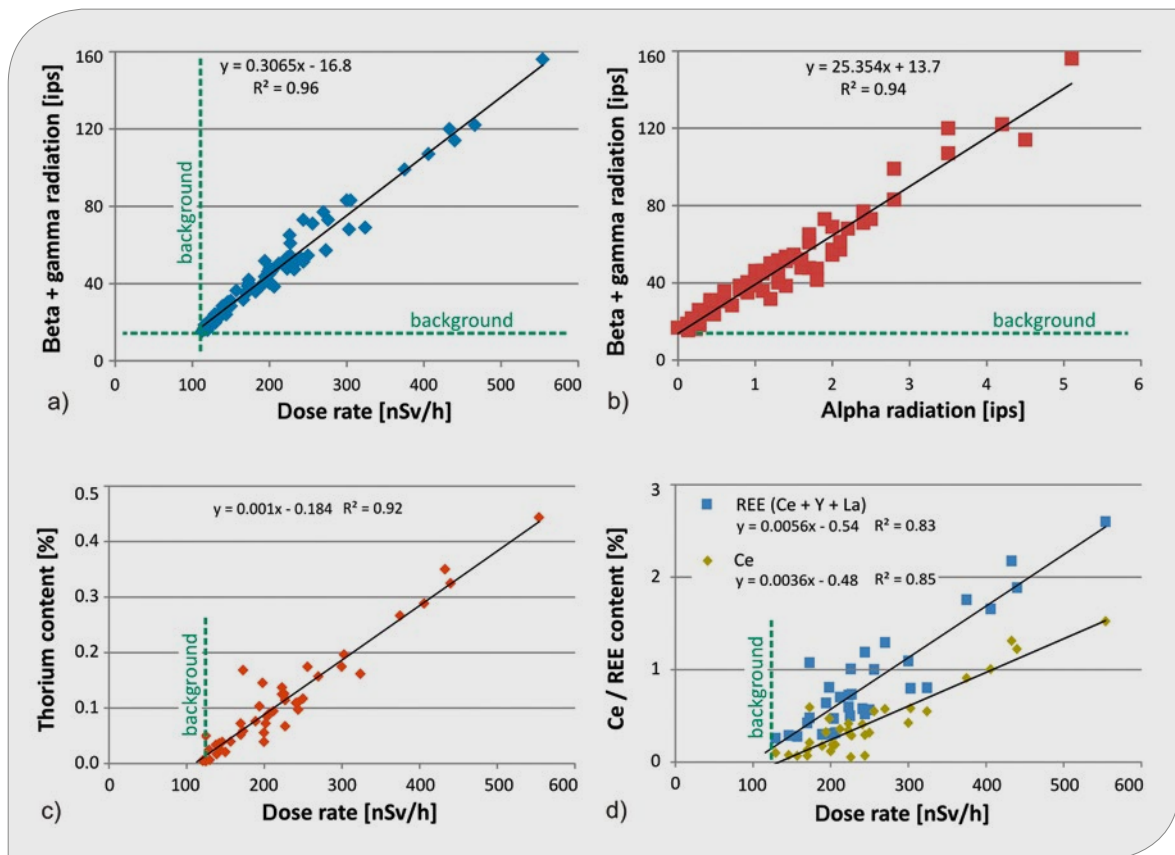 160
120
80
40
0
Beta + gamma radiation [ips]
y = 0.3065x - 16.8
R² = 0.96
background
background
0 100 200 300 400 500 600
a)
Dose rate [nSv/h]
160
120
80
40
0
Beta + gamma radiation [ips]
y = 25.354x + 13.7
R² = 0.94
background
0 1 2 3 4 5 6
b)
Alpha radiation [ips]
0.5
0.4
0.3
0.2
0.1
0.0
Thorium content [%]
y = 0.001x - 0.184 R² = 0.92
background
0 100 200 300 400 500 600
c)
Dose rate [nSv/h]
3
2
1
0
Ce / REE content [%]
REE (Ce + Y + La)
y = 0.0056x - 0.54 R² = 0.83
Ce
y = 0.0036x - 0.48 R² = 0.85
background
0 100 200 300 400 500 600
d)
Dose rate [nSv/h]